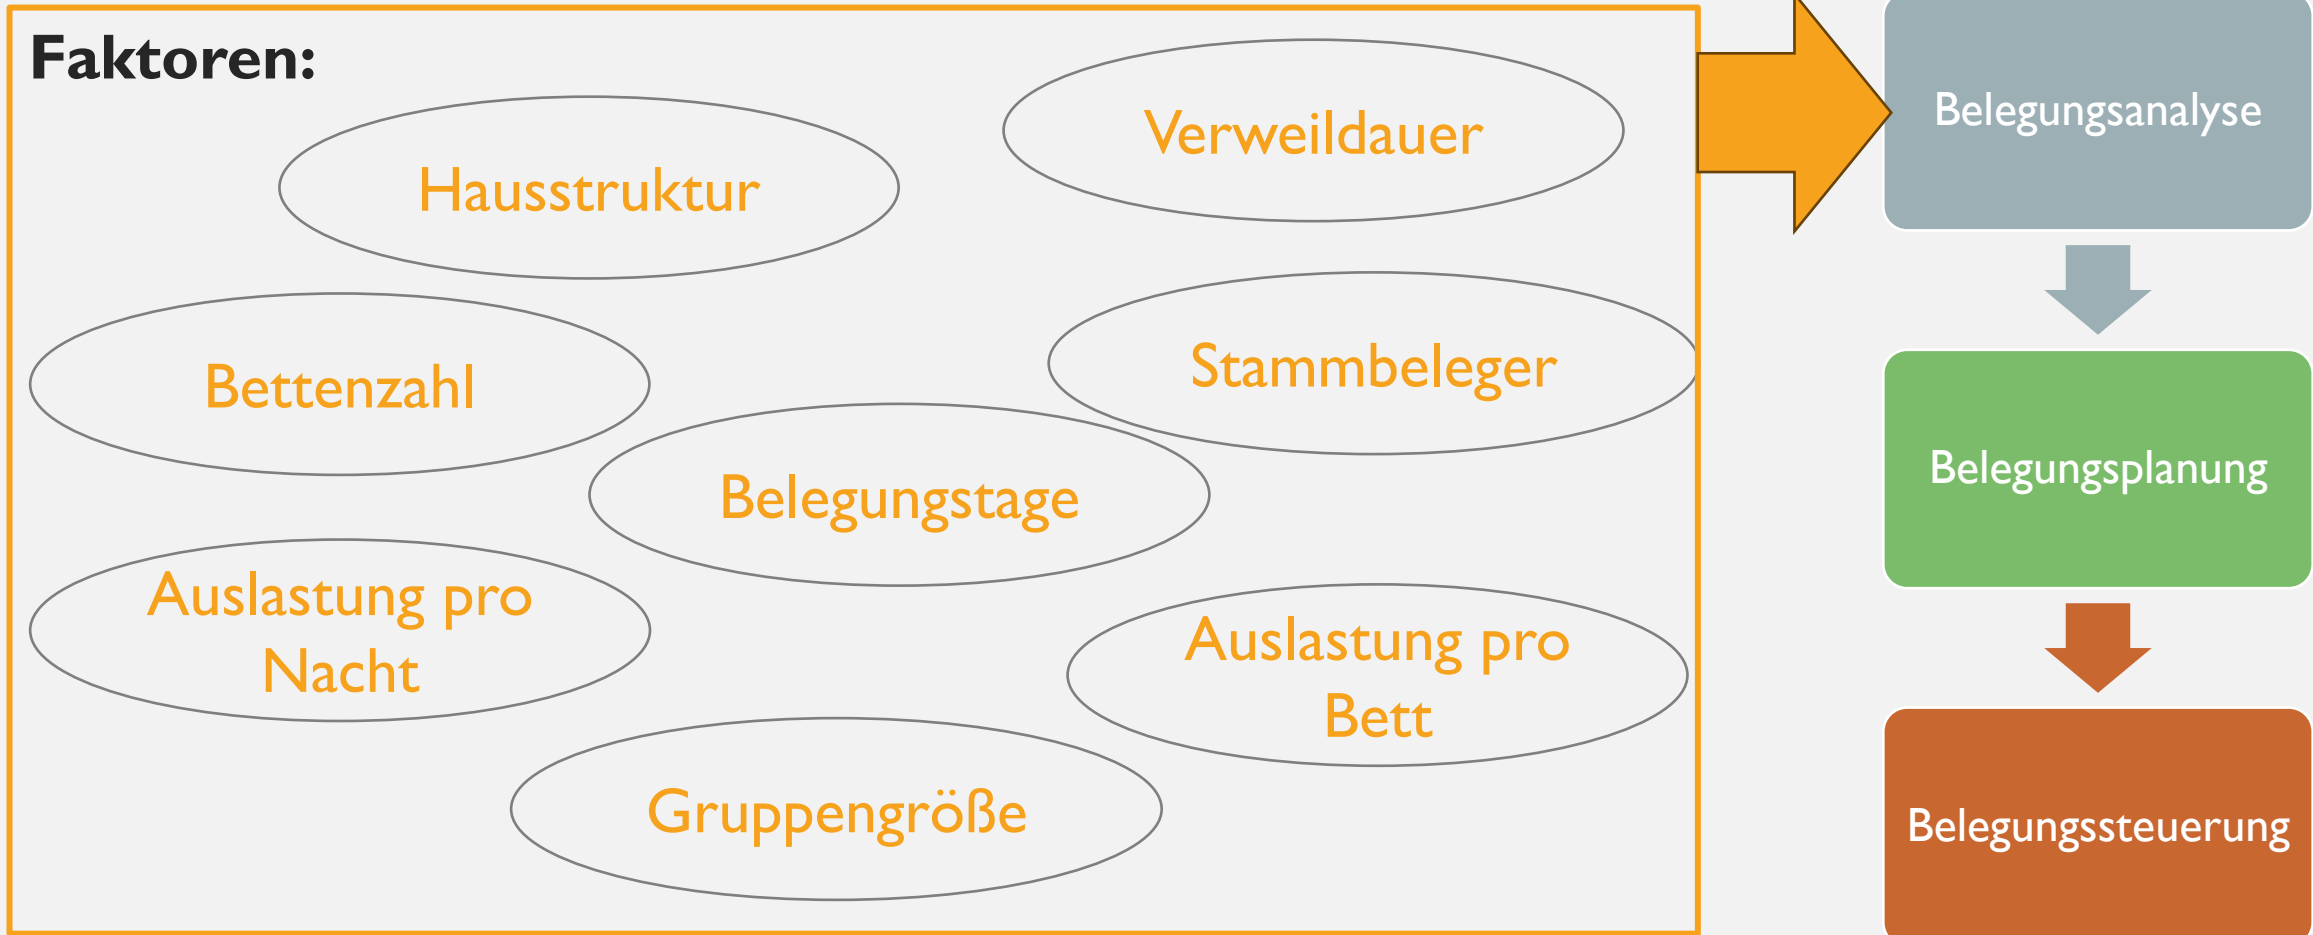 Faktoren:
Hausstruktur
Verweildauer
Bettenzahl
Stammbeleger
Belegungstage
Auslastung pro
Nacht
Auslastung pro
Bett
Gruppengröße
Belegungsanalyse
Belegungsplanung
Belegungssteuerung